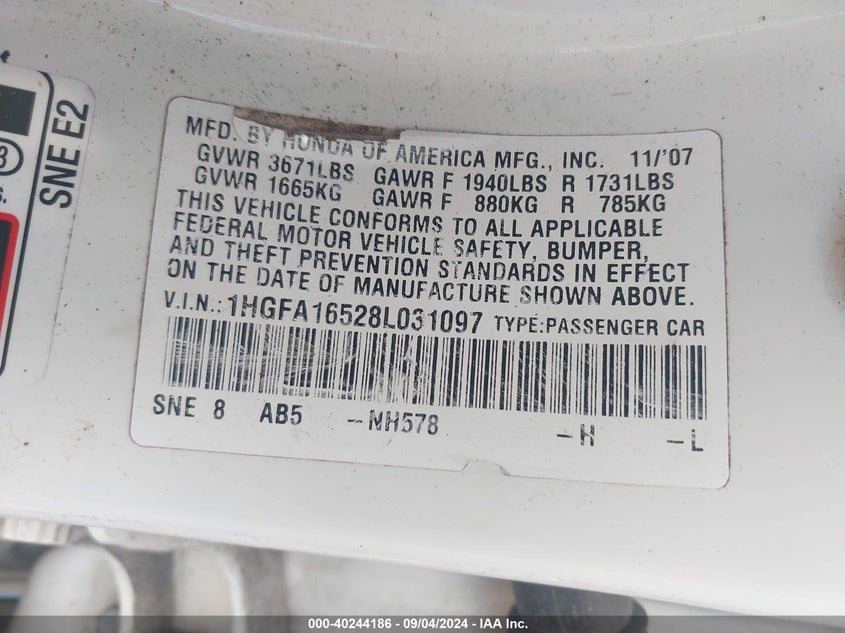 SNE E2
3
S.
MFD. BY HONDA OF AMERICA MFG., INC. 11/'07
GVWR 3671LBS GAWR F 1940LBS R 1731LBS
GVWR 1665KG GAWR F 880KG R 785KG
THIS VEHICLE CONFORMS TO ALL APPLICABLE
FEDERAL MOTOR VEHICLE SAFETY, BUMPER,
AND THEFT PREVENTION STANDARDS IN EFFECT
ON THE DATE OF MANUFACTURE SHOWN ABOVE.
V.I.N.: 1HGFA16528L031097 TYPE:PASSENGER CAR
SNE 8 AB5 -NH578 -H -L
000-40244186 - 09/04/2024 - IAA Inc.